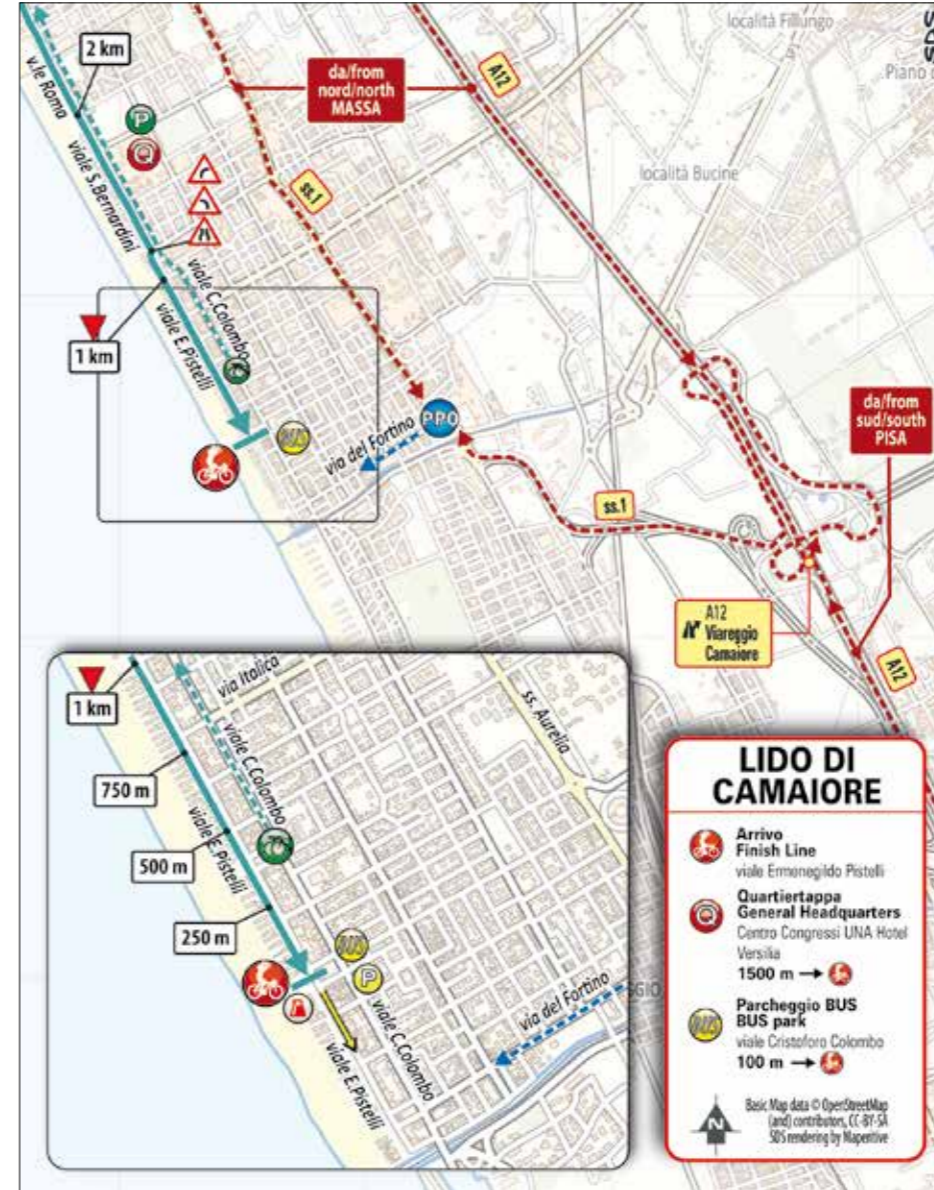 località Fillungo
SDS
2 km
v.le Roma
da/from
nord/north
MASSA
A12
P
Q
viale S.Bernardini
località Bucine
ss.1
viale C.Colombo
1 km
viale E.Pistelli
PRO
via del Fortino
BUS
da/from
sud/south
PISA
ss.1
A12
Viareggio
Camaiore
A12
1 km
via Italica
viale C.Colombo
ss. Aurelia
750 m
viale E.Pistelli
500 m
250 m
BUS
P
viale C.Colombo
via del Fortino
viale E.Pistelli
LIDO DI
CAMAIORE
Arrivo
Finish Line
viale Ermenegildo Pistelli
Q
Quartiertappa
General Headquarters
Centro Congressi UNA Hotel
Versilia
1500 m →
BUS
Parcheggio BUS
BUS park
viale Cristoforo Colombo
100 m →
N
Basic Map data © OpenStreetMap
(and) contributors, CC-BY-SA
SDS rendering by Maperitive